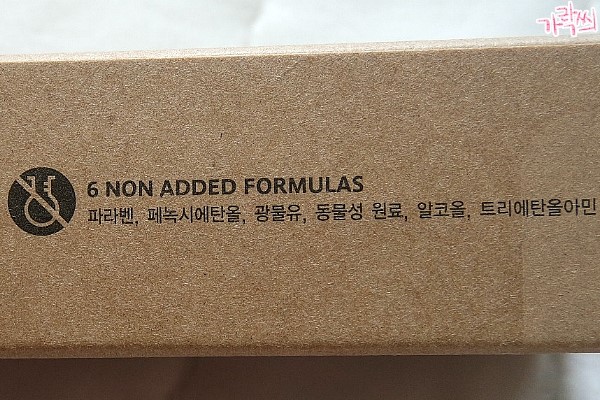 가락씨
6 NON ADDED FORMULAS
파라벤, 페녹시에탄올, 광물유, 동물성 원료, 알코올, 트리에탄올아민